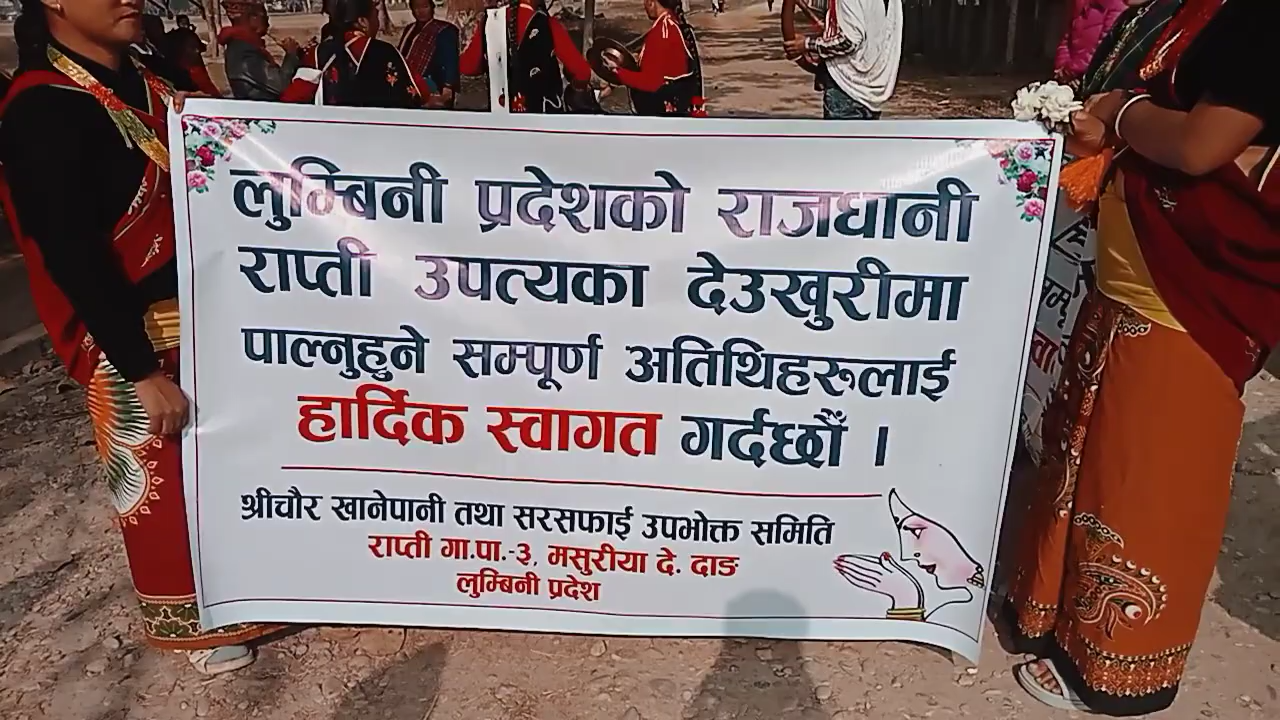 लुम्बिनी प्रदेशको राजधानी
राप्ती उपत्यका देउखुरीमा
पाल्नुहुने सम्पूर्ण अतिथिहरुलाई
हार्दिक स्वागत गर्दछौं ।
श्रीचौर खानेपानी तथा सरसफाई उपभोक्त समिति
राप्ती गा.पा.-३, मसुरीया दे. दाङ
लुम्बिनी प्रदेश